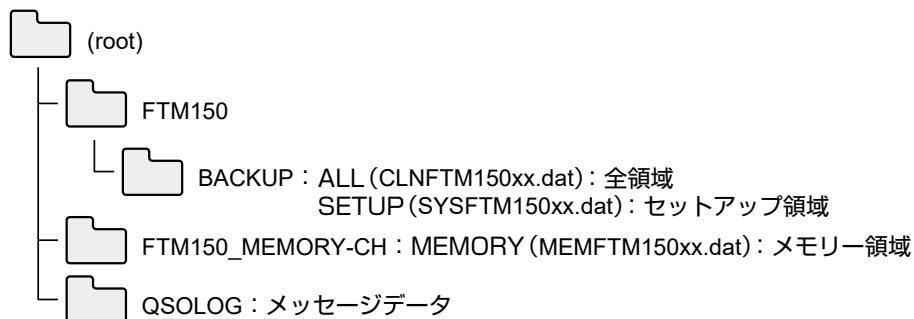 (root)
FTM150
BACKUP：ALL（CLNFTM150xx.dat）：全領域
SETUP（SYSFTM150xx.dat）：セットアップ領域
FTM150_MEMORY-CH：MEMORY（MEMFTM150xx.dat）：メモリー領域
QSOLOG：メッセージデータ